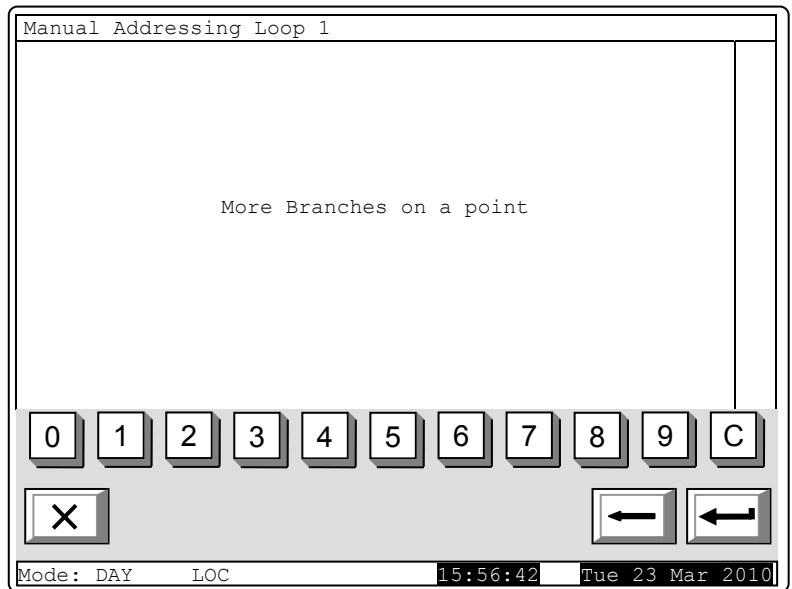 Manual Addressing Loop 1
More Branches on a point
0 1 2 3 4 5 6 7 8 9 C
Mode: DAY LOC 15:56:42 Tue 23 Mar 2010